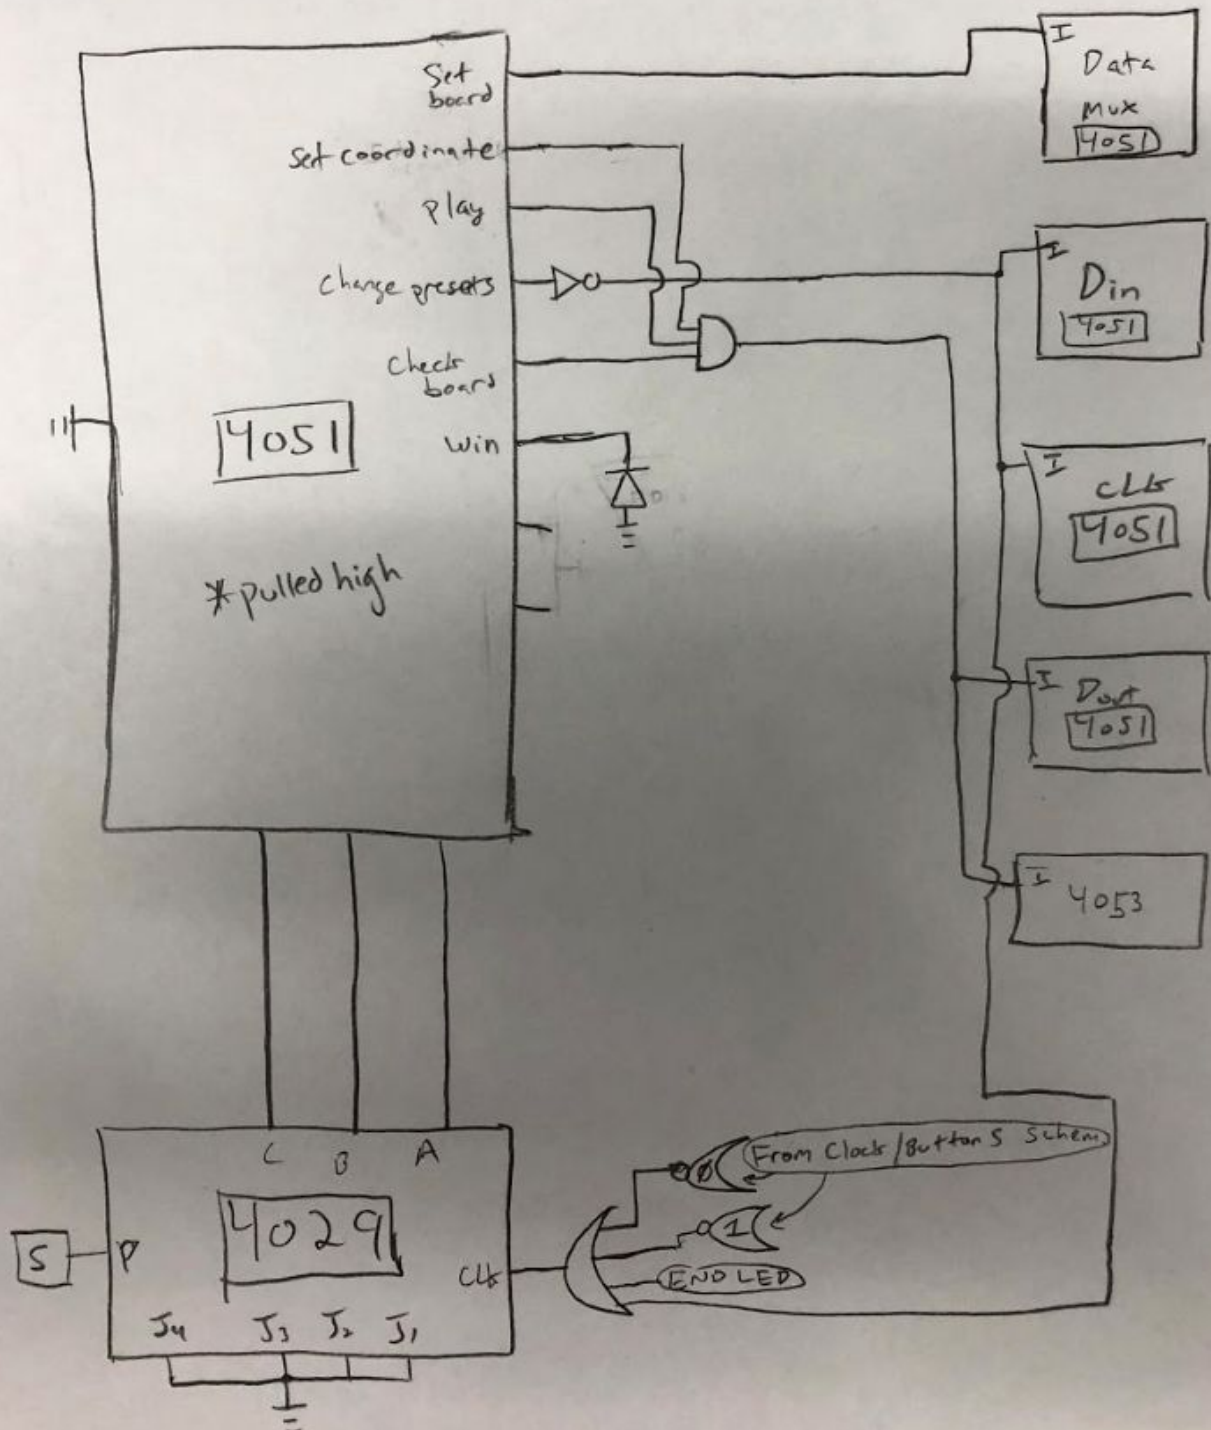 Set
board
Set coordinate
play
Change presets
Check
board
win
4051
*pulled high
I
Data
Mux
4051
I
Din
4051
I
CLK
4051
I
Dout
4051
I
4053
C B A
4029
S
P
CLK
J4 J3 J2 J1
0
From Clock/Buttons Schem
1
END LED